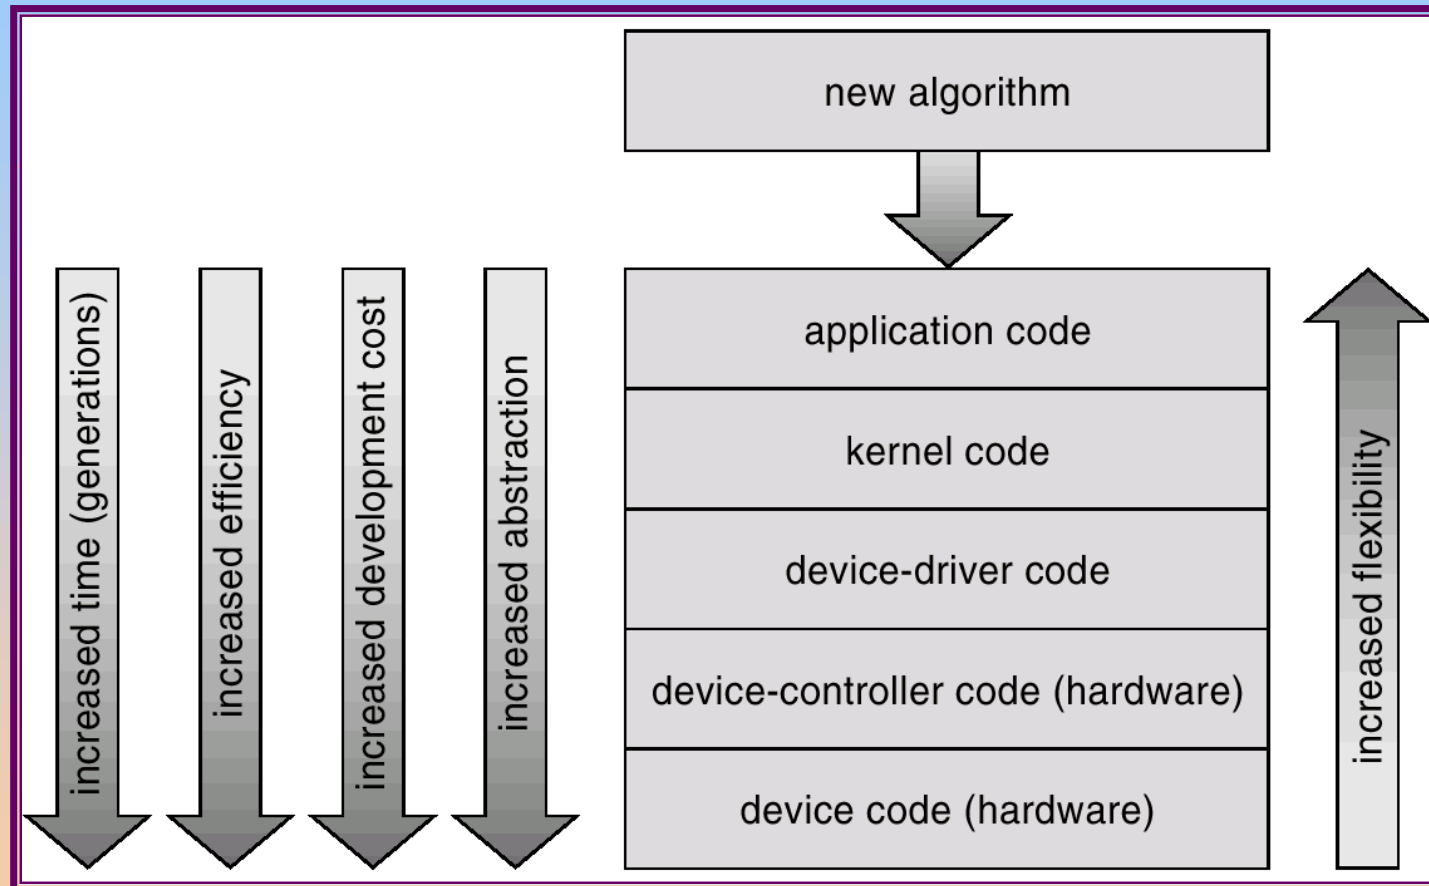 new algorithm
increased time (generations)
increased efficiency
increased development cost
increased abstraction
application code
kernel code
device-driver code
device-controller code (hardware)
device code (hardware)
increased flexibility